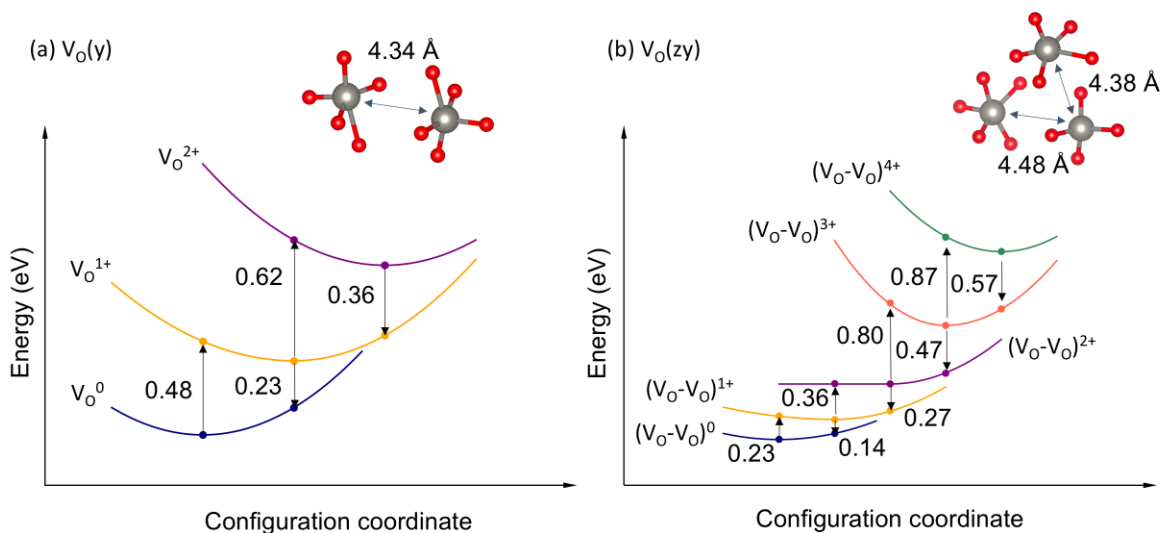 (a) V_O(y)
4.34 Å
V_O^2+
V_O^1+
V_O^0
0.62
0.36
0.48
0.23
Energy (eV)
Configuration coordinate
(b) V_O(zy)
4.38 Å
4.48 Å
(V_O-V_O)^4+
(V_O-V_O)^3+
0.87
0.57
0.80
0.47
(V_O-V_O)^2+
(V_O-V_O)^1+
0.36
0.27
(V_O-V_O)^0
0.23
0.14
Energy (eV)
Configuration coordinate